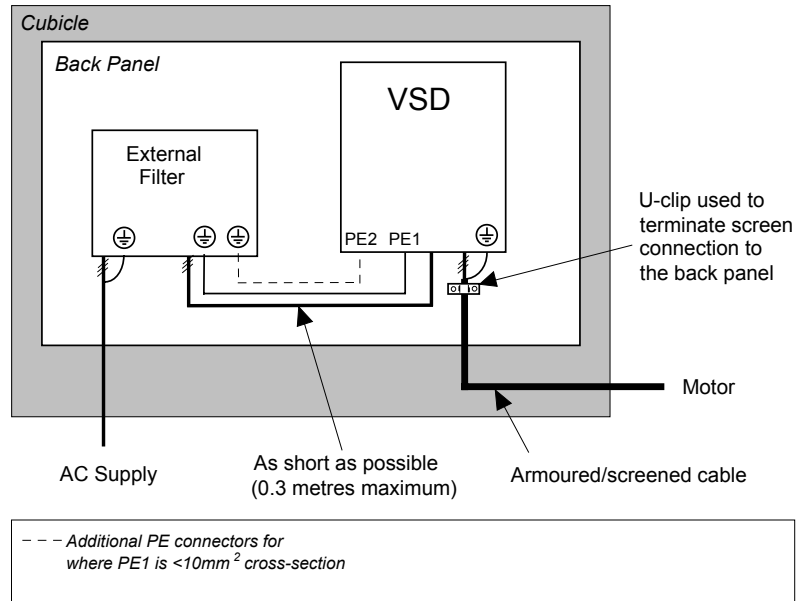 Cubicle
Back Panel
VSD
External
Filter
PE2 PE1
U-clip used to
terminate screen
connection to
the back panel
Motor
AC Supply
As short as possible
(0.3 metres maximum)
Armoured/screened cable
Additional PE connectors for
where PE1 is <10mm² cross-section